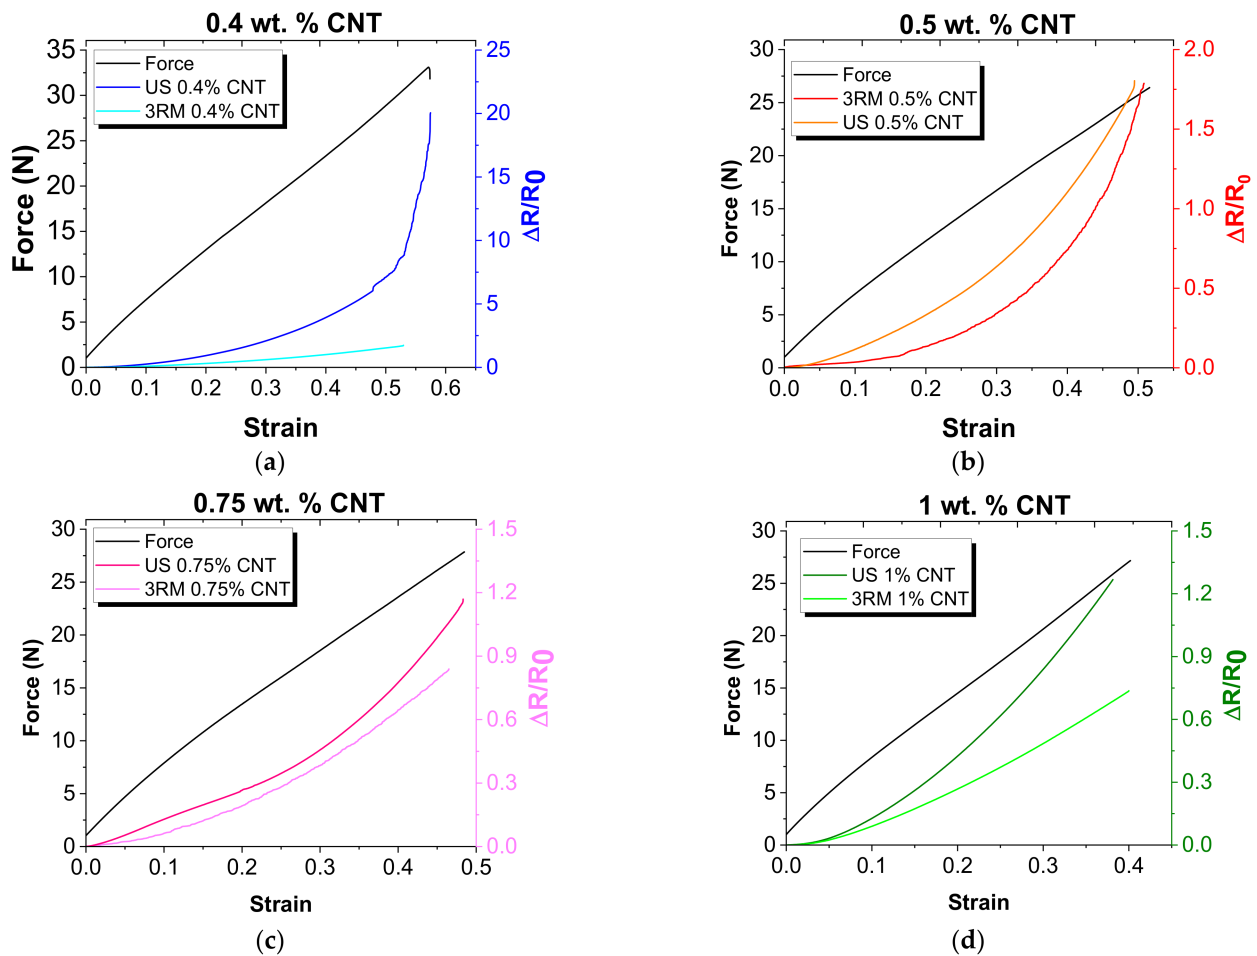 0.4 wt. % CNT
Force
US 0.4% CNT
3RM 0.4% CNT
Force (N)
35
30
25
20
15
10
5
0
25
20
15
10
5
0
ΔR/R0
0.0 0.1 0.2 0.3 0.4 0.5 0.6
Strain
(a)
0.5 wt. % CNT
Force
3RM 0.5% CNT
US 0.5% CNT
Force (N)
30
25
20
15
10
5
0
2.0
1.5
1.0
0.5
0.0
ΔR/R0
0.0 0.1 0.2 0.3 0.4 0.5
Strain
(b)
0.75 wt. % CNT
Force
US 0.75% CNT
3RM 0.75% CNT
Force (N)
30
25
20
15
10
5
0
1.5
1.2
0.9
0.6
0.3
0.0
ΔR/R0
0.0 0.1 0.2 0.3 0.4 0.5
Strain
(c)
1 wt. % CNT
Force
US 1% CNT
3RM 1% CNT
Force (N)
30
25
20
15
10
5
0
1.5
1.2
0.9
0.6
0.3
0.0
ΔR/R0
0.0 0.1 0.2 0.3 0.4
Strain
(d)